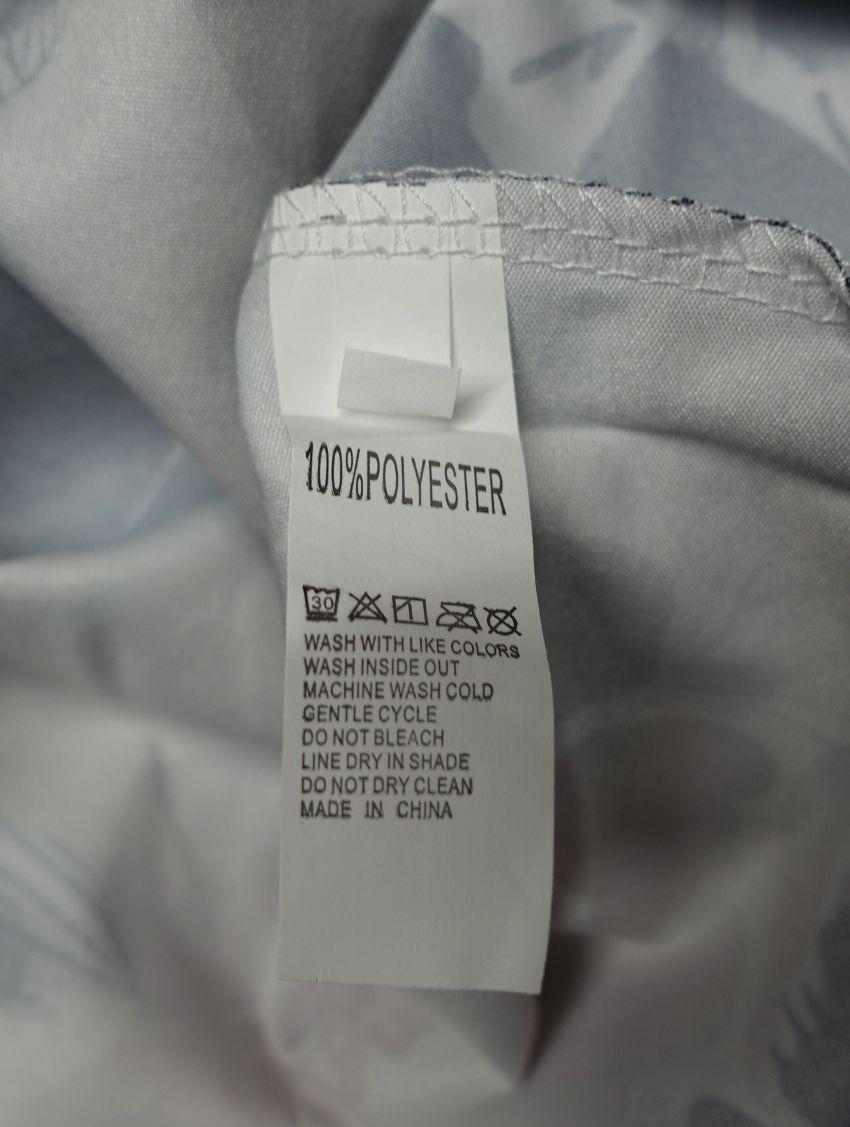 100%POLYESTER
30
WASH WITH LIKE COLORS
WASH INSIDE OUT
MACHINE WASH COLD
GENTLE CYCLE
DO NOT BLEACH
LINE DRY IN SHADE
DO NOT DRY CLEAN
MADE IN CHINA